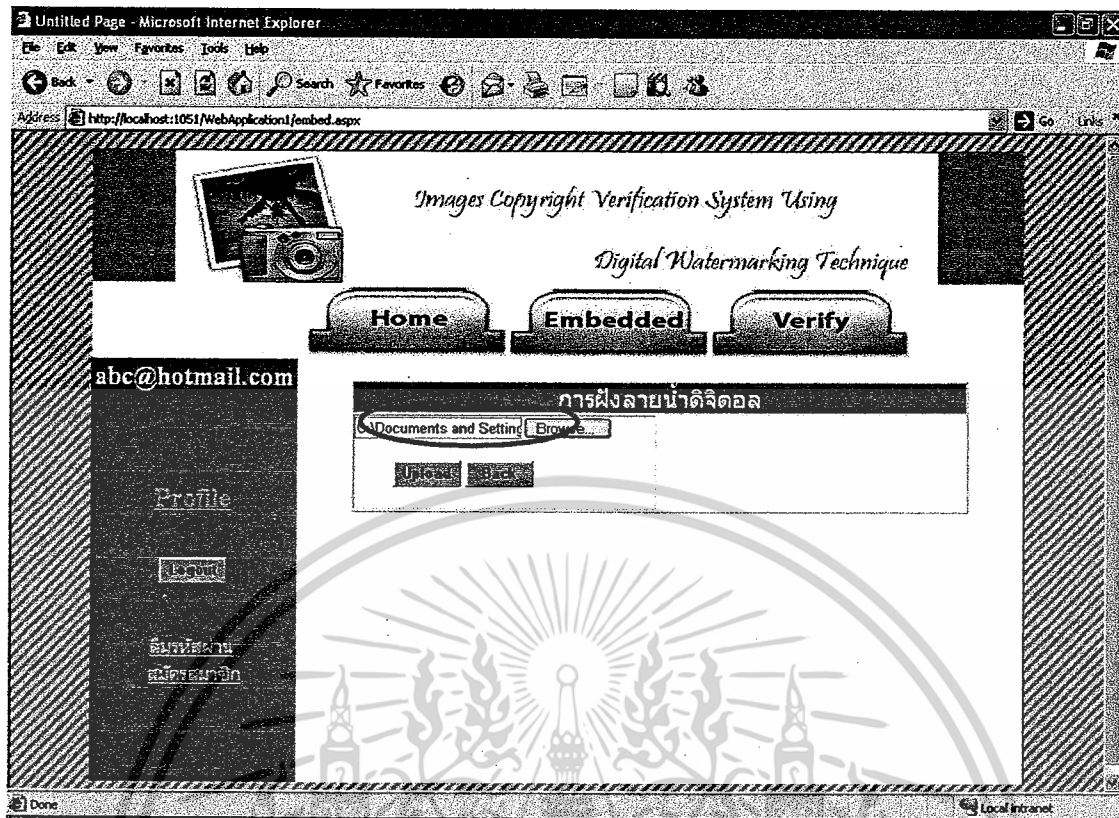 Untitled Page - Microsoft Internet Explorer
File Edit View Favorites Tools Help
Back Search Favorites
Address http://localhost:1051/WebApplication1/embed.aspx Go Links
Images Copyright Verification System Using
Digital Watermarking Technique
Home Embedded Verify
abc@hotmail.com
การฝังลายน้ำดิจิตอล
\Documents and Setting Browse...
Upload Back
Profile
Logout
ลืมรหัสผ่าน
สมัครสมาชิก
Done Local intranet